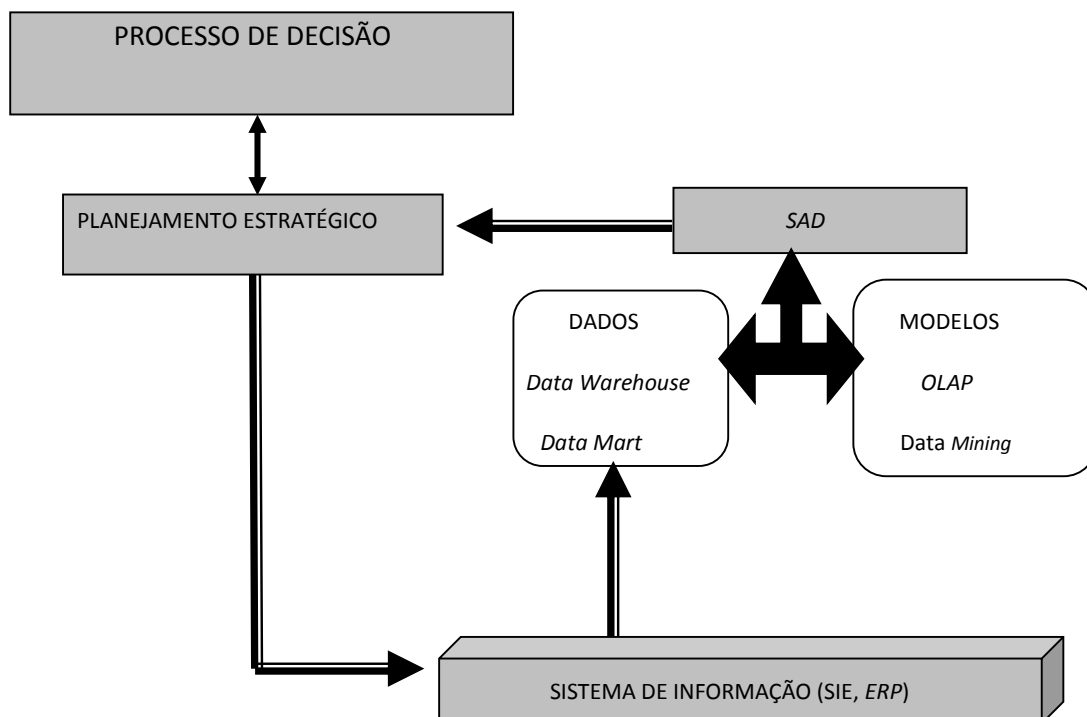 PROCESSO DE DECISÃO
PLANEJAMENTO ESTRATÉGICO
SAD
DADOS
Data Warehouse
Data Mart
MODELOS
OLAP
Data Mining
SISTEMA DE INFORMAÇÃO (SIE, ERP)